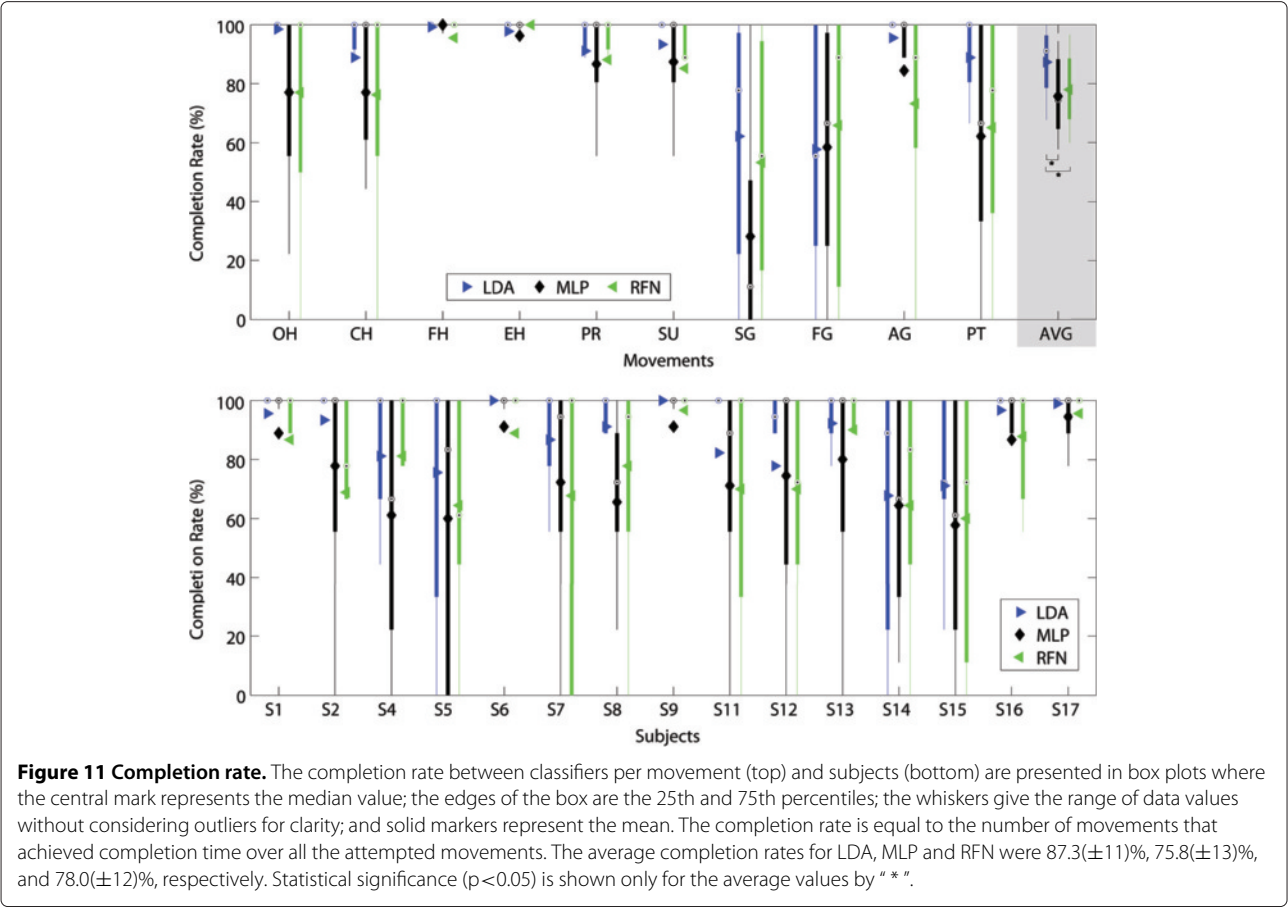 100
80
60
40
20
0
Completion Rate (%)
LDA MLP RFN
OH CH FH EH PR SU SG FG AG PT AVG
Movements
100
80
60
40
20
0
Completi on Rate (%)
LDA
MLP
RFN
S1 S2 S4 S5 S6 S7 S8 S9 S11 S12 S13 S14 S15 S16 S17
Subjects
Figure 11 Completion rate. The completion rate between classifiers per movement (top) and subjects (bottom) are presented in box plots where
the central mark represents the median value; the edges of the box are the 25th and 75th percentiles; the whiskers give the range of data values
without considering outliers for clarity; and solid markers represent the mean. The completion rate is equal to the number of movements that
achieved completion time over all the attempted movements. The average completion rates for LDA, MLP and RFN were 87.3(±11)%, 75.8(±13)%,
and 78.0(±12)%, respectively. Statistical significance (p<0.05) is shown only for the average values by “ * ”.